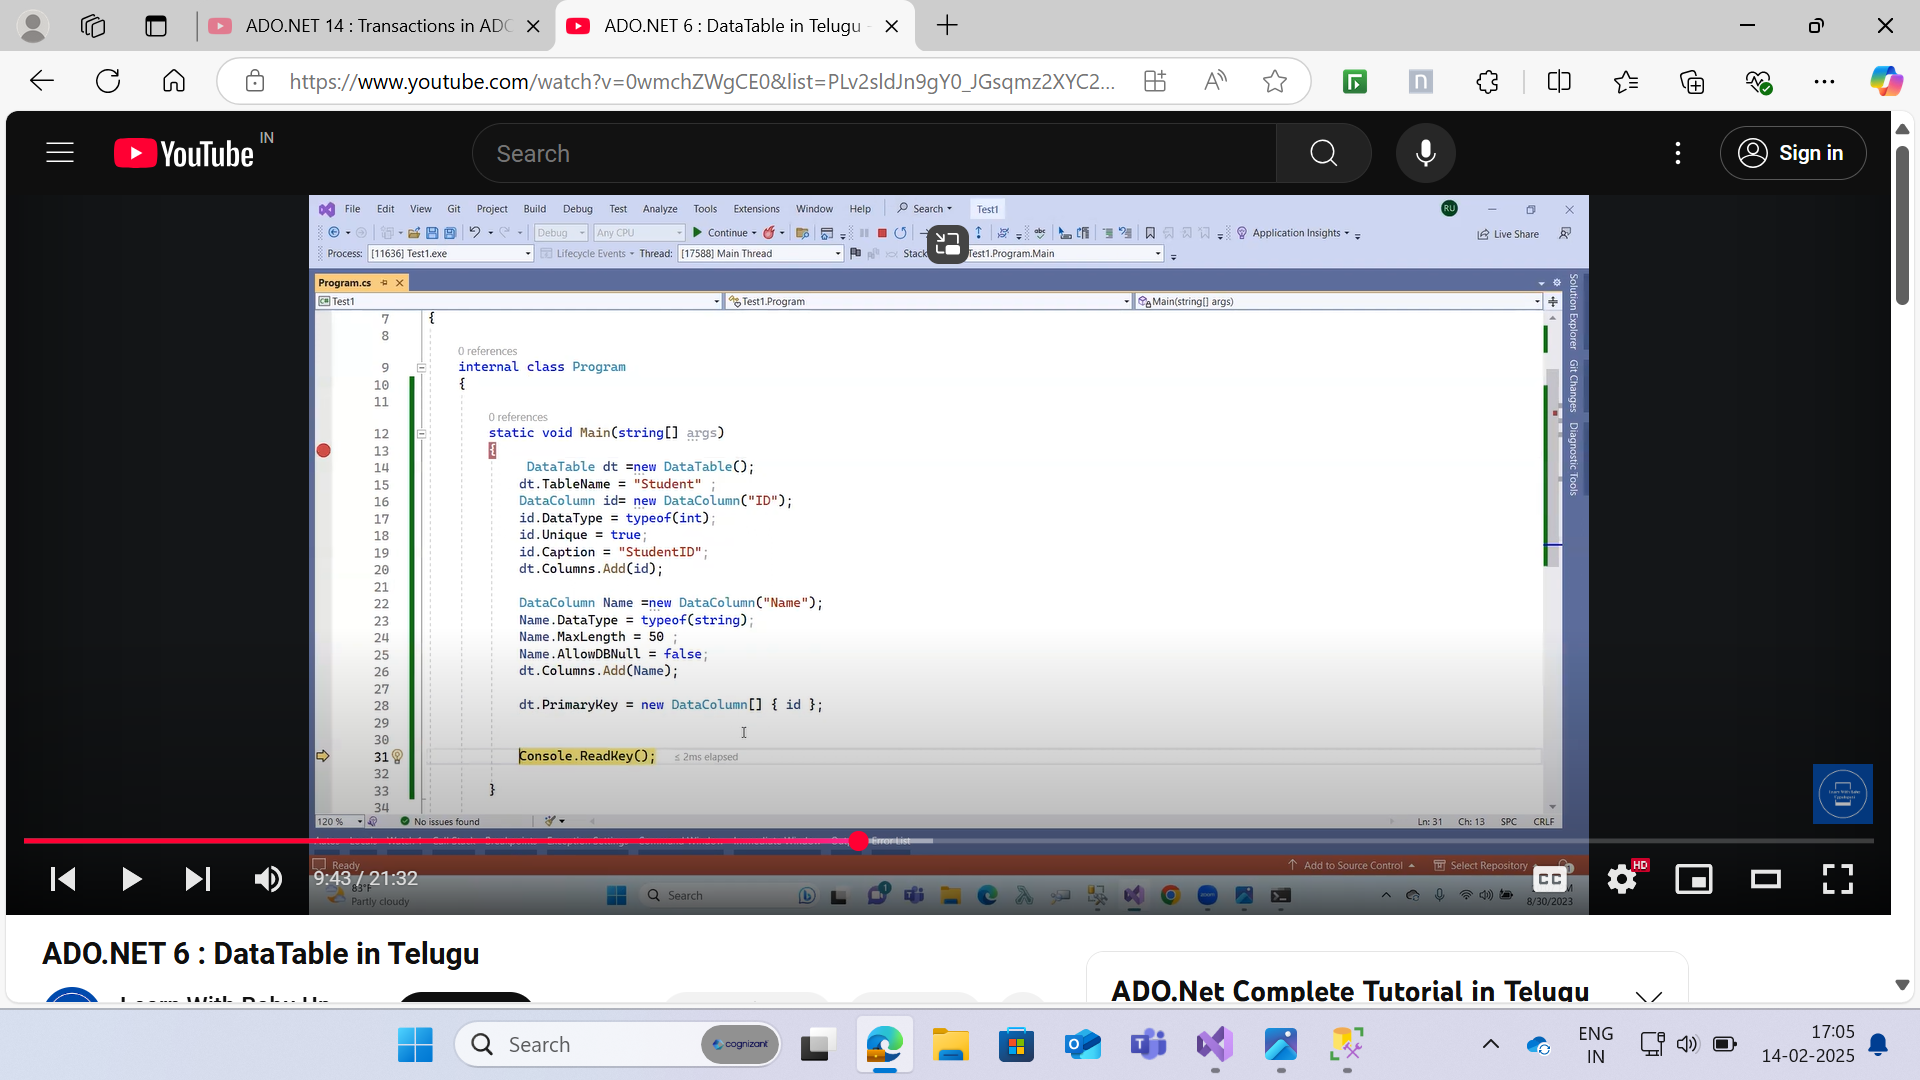 ADO.NET 14 : Transactions in ADO
ADO.NET 6 : DataTable in Telugu -
https://www.youtube.com/watch?v=0wmchZWgCE0&list=PLv2sldJn9gY0_JGsqmz2XYC2...
YouTube IN
Search
Sign in
File Edit View Git Project Build Debug Test Analyze Tools Extensions Window Help Search Test1
RU
Debug Any CPU Continue Application Insights Live Share
Process: [11636] Test1.exe Lifecycle Events Thread: [17588] Main Thread Stack Test1.Program.Main
Program.cs
Test1 Test1.Program Main(string[] args)
Solution Explorer
Git Changes
Diagnostic Tools
7 {
8
0 references
9 internal class Program
10 {
11
0 references
12 static void Main(string[] args)
13 {
14 DataTable dt =new DataTable();
15 dt.TableName = "Student" ;
16 DataColumn id= new DataColumn("ID");
17 id.DataType = typeof(int);
18 id.Unique = true;
19 id.Caption = "StudentID";
20 dt.Columns.Add(id);
21
22 DataColumn Name =new DataColumn("Name");
23 Name.DataType = typeof(string);
24 Name.MaxLength = 50 ;
25 Name.AllowDBNull = false;
26 dt.Columns.Add(Name);
27
28 dt.PrimaryKey = new DataColumn[] { id };
29
30
31 Console.ReadKey(); ≤ 2ms elapsed
32
33 }
34
120 % No issues found Ln: 31 Ch: 13 SPC CRLF
Error List
Ready Add to Source Control Select Repository
9:43 / 21:32
CC HD
83°F
Partly cloudy
Search
8/30/2023
ADO.NET 6 : DataTable in Telugu
ADO.Net Complete Tutorial in Telugu
Search cognizant
ENG
IN
17:05
14-02-2025